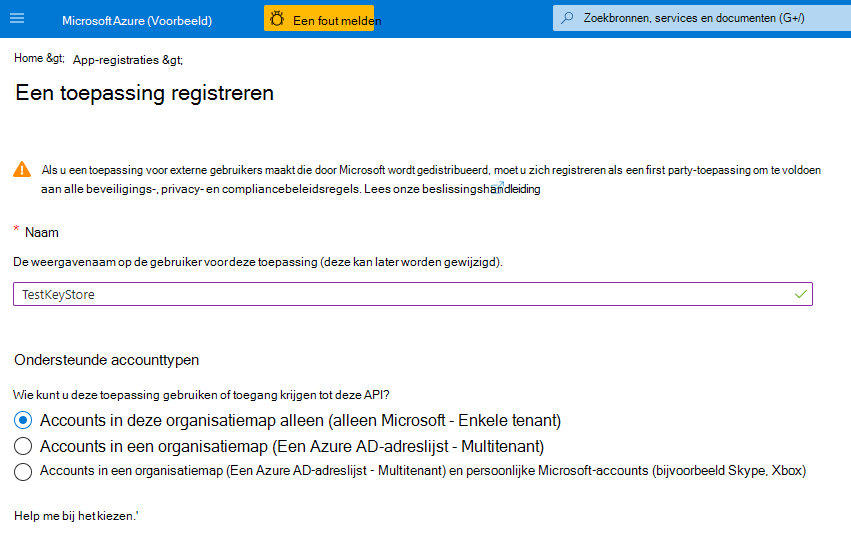 Microsoft Azure (Voorbeeld)
Een fout melden
Zoekbronnen, services en documenten (G+/)
Home &gt; App-registraties &gt;
Een toepassing registreren
Als u een toepassing voor externe gebruikers maakt die door Microsoft wordt gedistribueerd, moet u zich registreren als een first party-toepassing om te voldoen
aan alle beveiligings-, privacy- en compliancebeleidsregels. Lees onze beslissingshandleiding
* Naam
De weergavenaam op de gebruiker voor deze toepassing (deze kan later worden gewijzigd).
TestKeyStore
Ondersteunde accounttypen
Wie kunt u deze toepassing gebruiken of toegang krijgen tot deze API?
Accounts in deze organisatiemap alleen (alleen Microsoft - Enkele tenant)
Accounts in een organisatiemap (Een Azure AD-adreslijst - Multitenant)
Accounts in een organisatiemap (Een Azure AD-adreslijst - Multitenant) en persoonlijke Microsoft-accounts (bijvoorbeeld Skype, Xbox)
Help me bij het kiezen.'